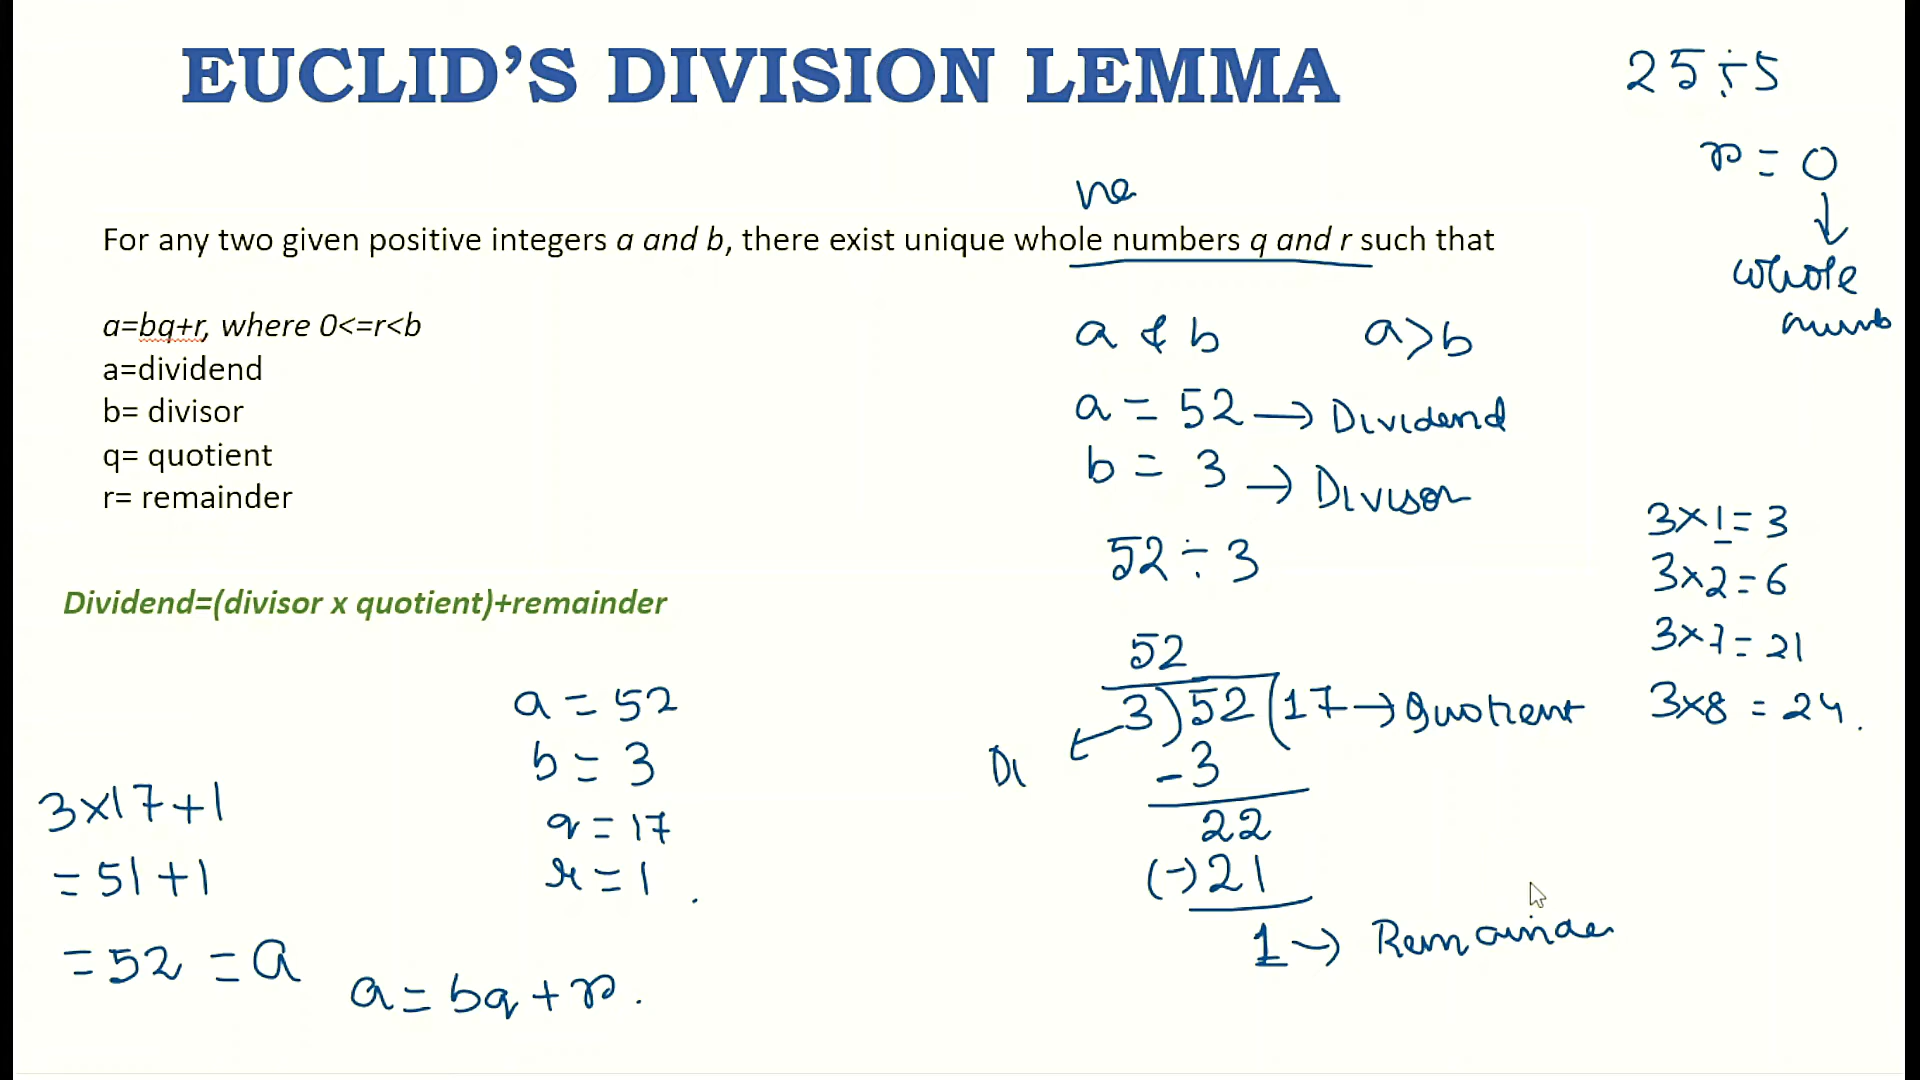 EUCLID'S DIVISION LEMMA
25÷5
r = 0
↓
whole
numb
For any two given positive integers a and b, there exist unique whole numbers q and r such that
a=bq+r, where 0<=r<b
a=dividend
b= divisor
q= quotient
r= remainder
Dividend=(divisor x quotient)+remainder
a & b a>b
a = 52 → Dividend
b = 3 → Divisor
52 ÷ 3
52
3)52(17 → Quotient
Di
-3
22
(-)21
1 → Remainder
3×1=3
3×2=6
3×7=21
3×8=24.
a = 52
b = 3
q = 17
r = 1.
3×17+1
=51+1
=52 = a
a = bq + r.